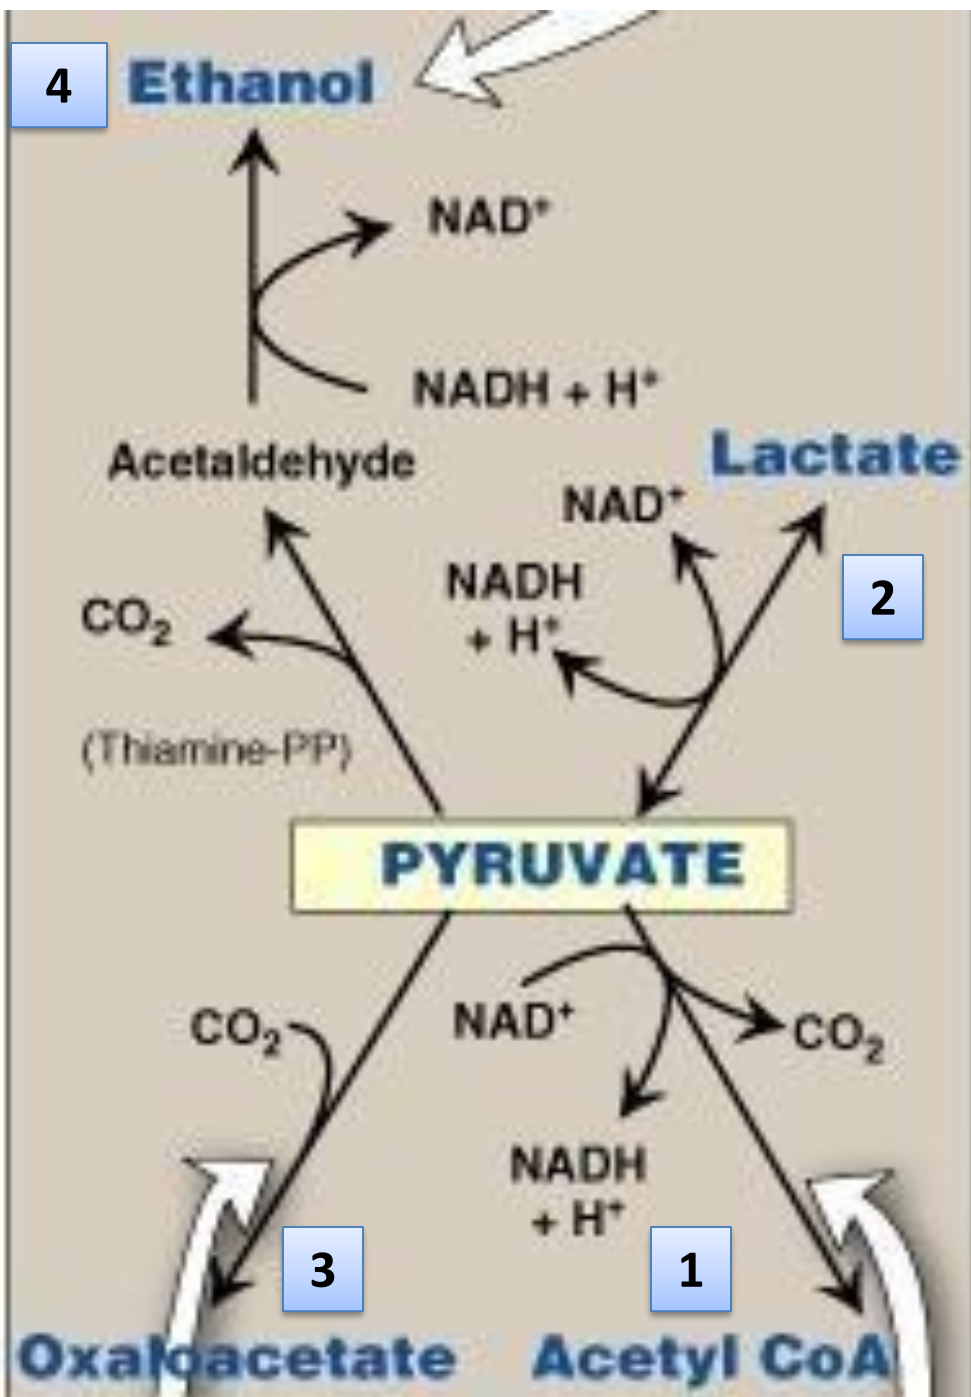 4
Ethanol
NAD⁺
NADH + H⁺
Acetaldehyde
Lactate
NAD⁺
NADH
+ H⁺
2
CO₂
(Thiamine-PP)
PYRUVATE
CO₂
NAD⁺
CO₂
NADH
+ H⁺
3
1
Oxaloacetate
Acetyl CoA